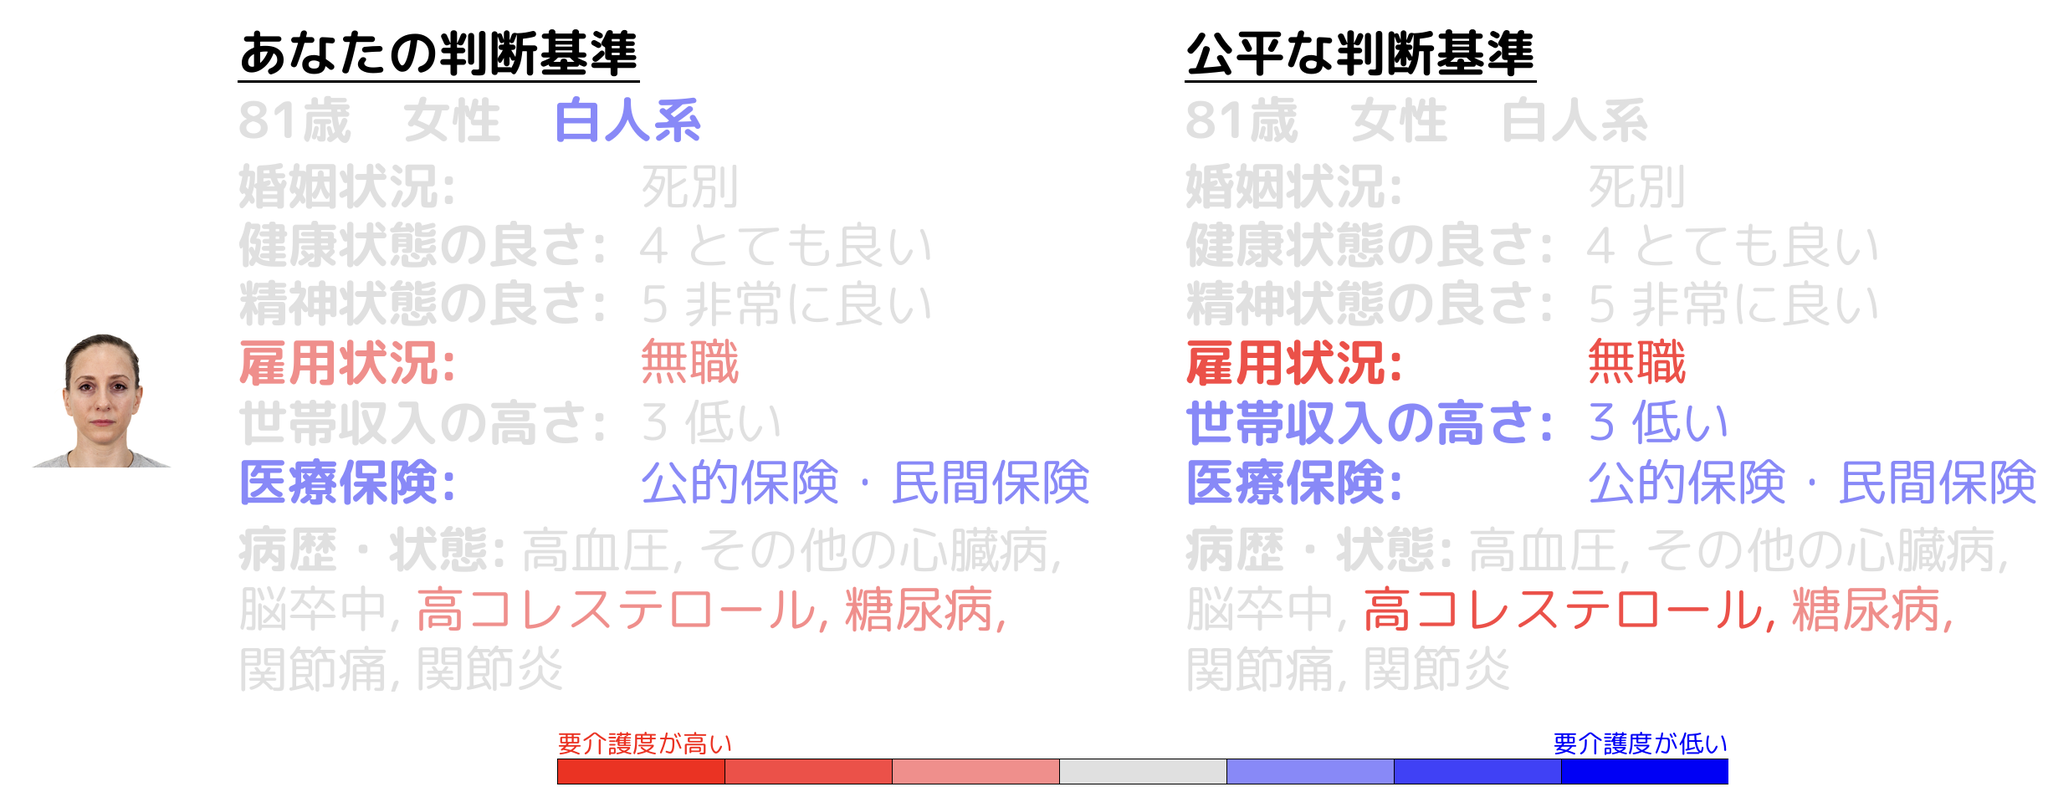 あなたの判断基準
81歳 女性 白人系
婚姻状況: 死別
健康状態の良さ: 4 とても良い
精神状態の良さ: 5 非常に良い
雇用状況: 無職
世帯収入の高さ: 3 低い
医療保険: 公的保険・民間保険
病歴・状態: 高血圧, その他の心臓病,
脳卒中, 高コレステロール, 糖尿病,
関節痛, 関節炎
公平な判断基準
81歳 女性 白人系
婚姻状況: 死別
健康状態の良さ: 4 とても良い
精神状態の良さ: 5 非常に良い
雇用状況: 無職
世帯収入の高さ: 3 低い
医療保険: 公的保険・民間保険
病歴・状態: 高血圧, その他の心臓病,
脳卒中, 高コレステロール, 糖尿病,
関節痛, 関節炎
要介護度が高い
要介護度が低い